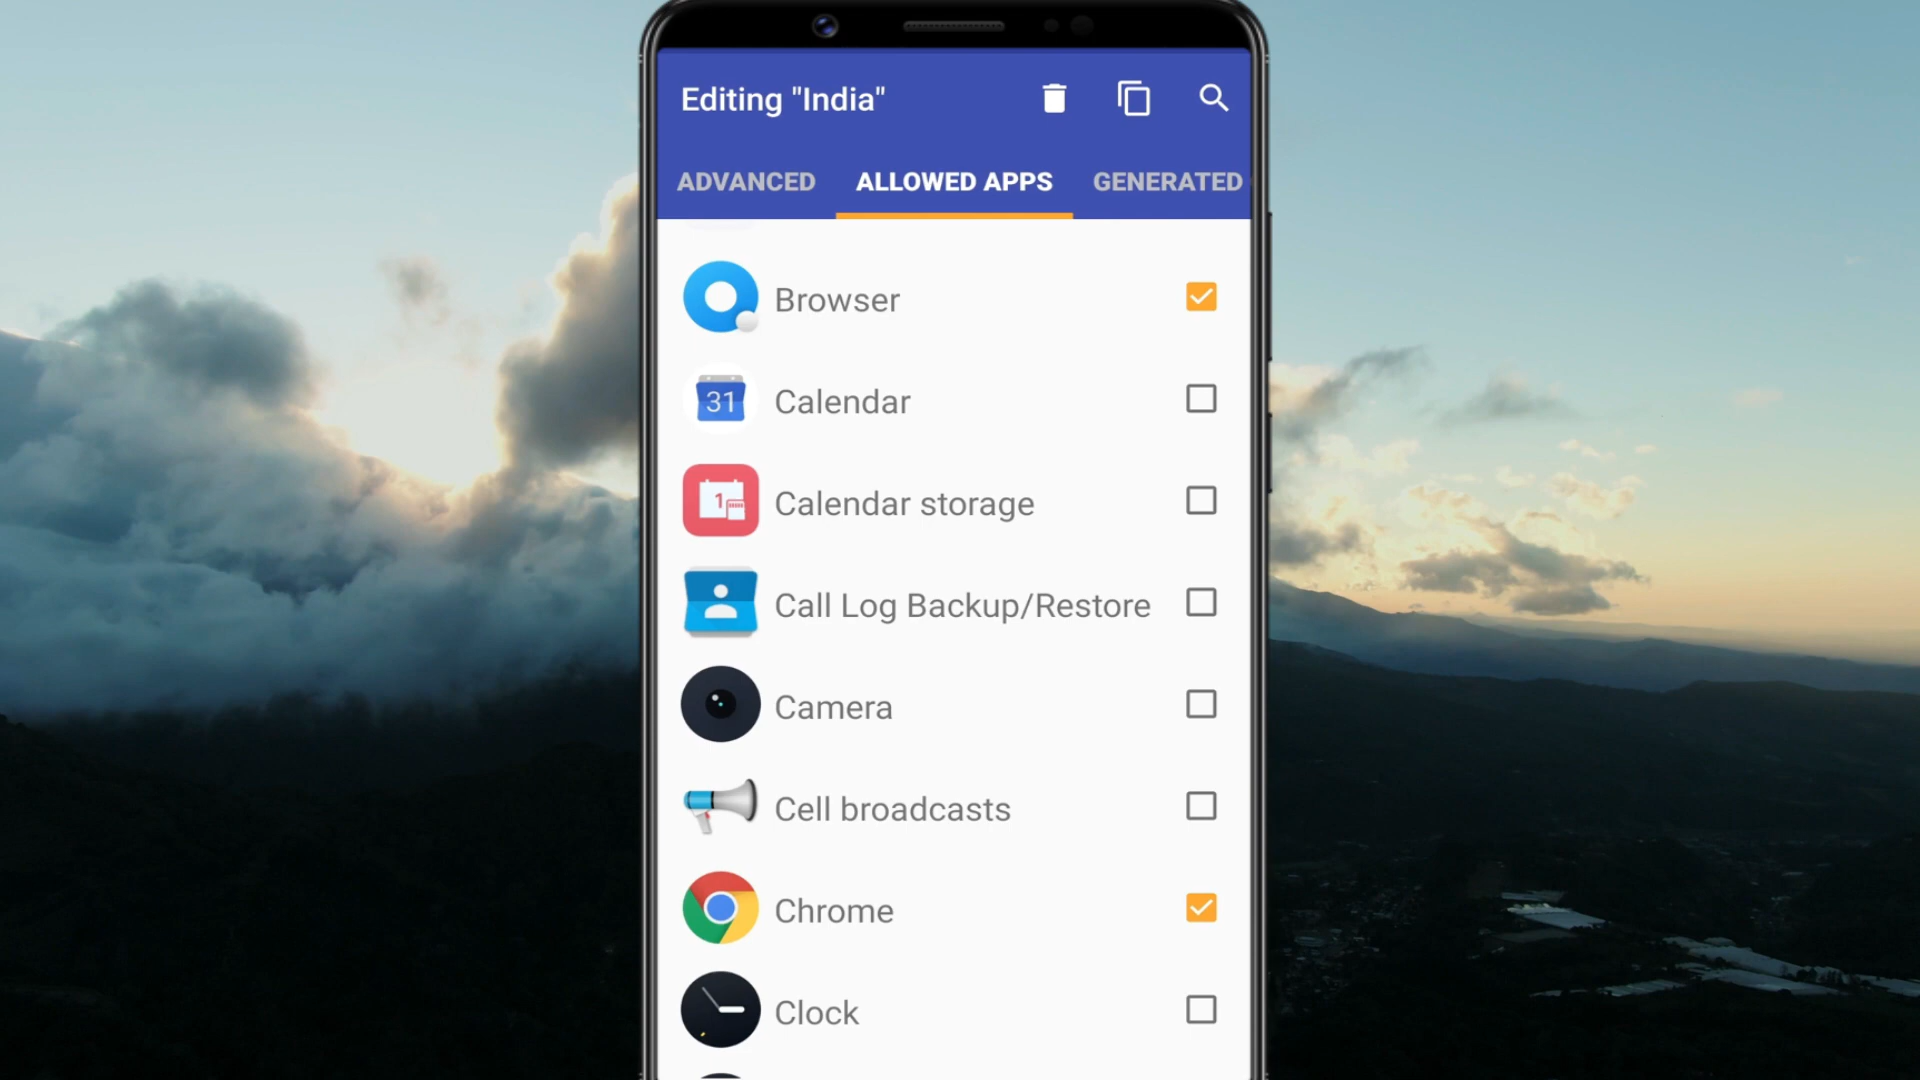 Editing "India"
ADVANCED ALLOWED APPS GENERATED
Browser
31 Calendar
1 Calendar storage
Call Log Backup/Restore
Camera
Cell broadcasts
Chrome
Clock